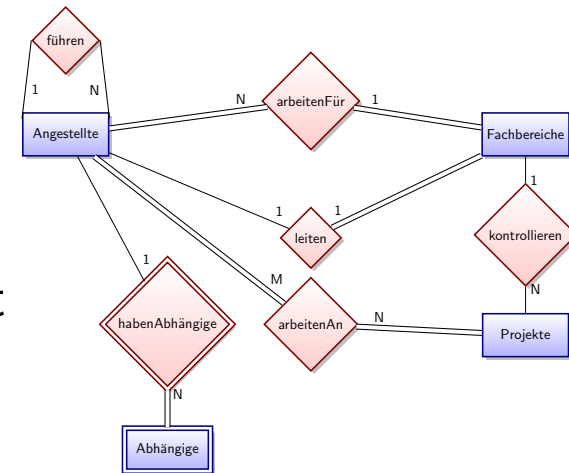 führen
1 N
N 1
Angestellte arbeitenFür Fachbereiche
1 1 1
leiten kontrollieren
1 M
N N
habenAbhängige arbeitenAn Projekte
t
N
Abhängige